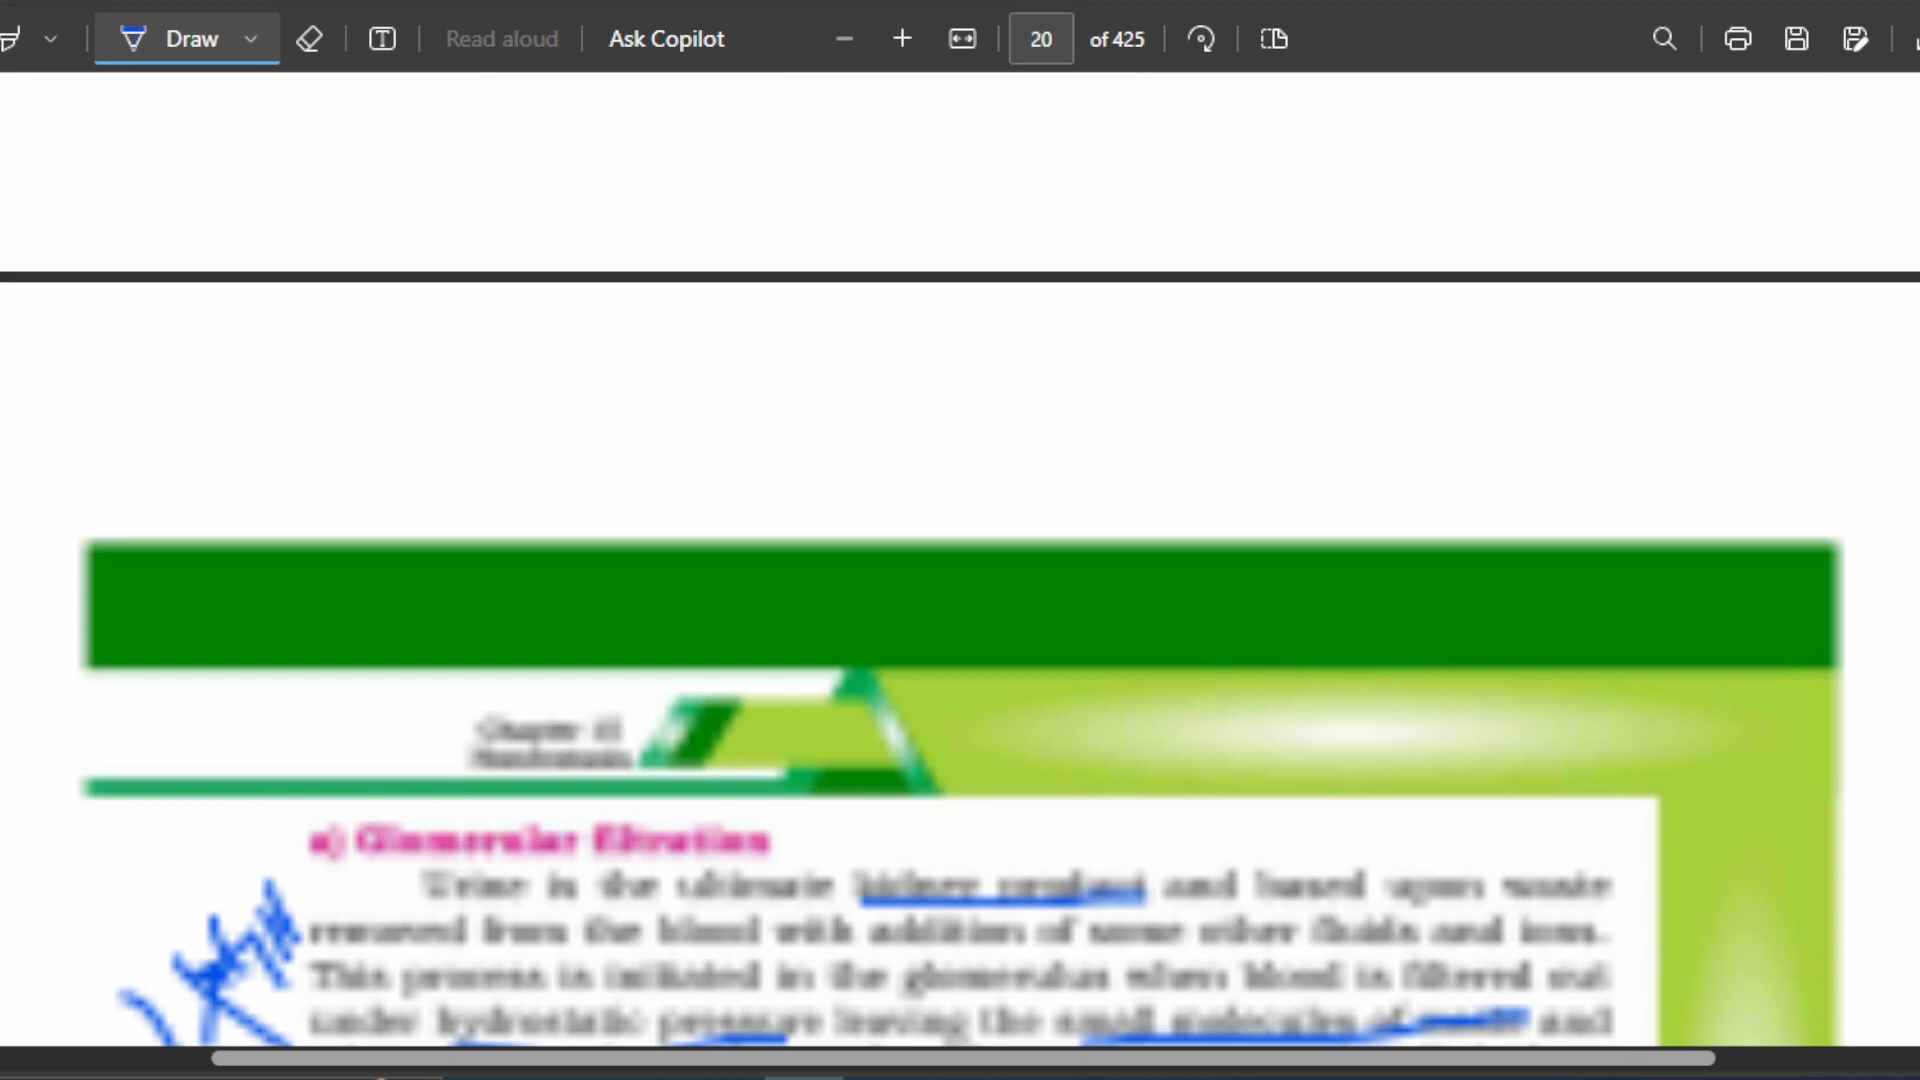 Draw
Read aloud
Ask Copilot
20
of 425
a) Glomerular filtration
Urine is the ultimate kidney product and based upon waste
removed from the blood with addition of some other fluids and ions.
This process is initiated in the glomerulus when blood is filtered out
under hydrostatic pressure leaving the small molecules of and